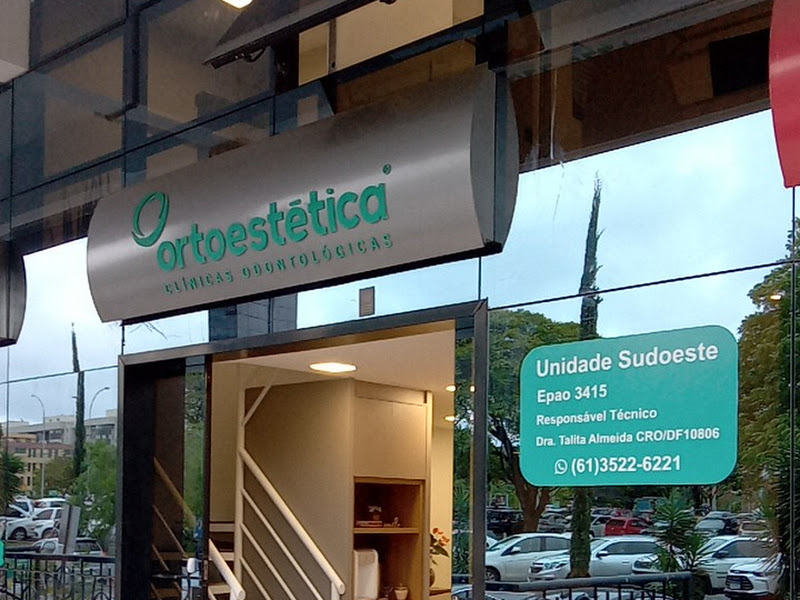 ortoestética
CLÍNICAS ODONTOLÓGICAS
Unidade Sudoeste
Epao 3415
Responsável Técnico
Dra. Talita Almeida CRO/DF10806
(61)3522-6221